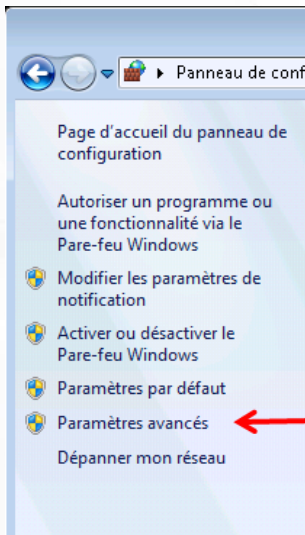 Panneau de conf
Page d'accueil du panneau de
configuration
Autoriser un programme ou
une fonctionnalité via le
Pare-feu Windows
Modifier les paramètres de
notification
Activer ou désactiver le
Pare-feu Windows
Paramètres par défaut
Paramètres avancés
Dépanner mon réseau